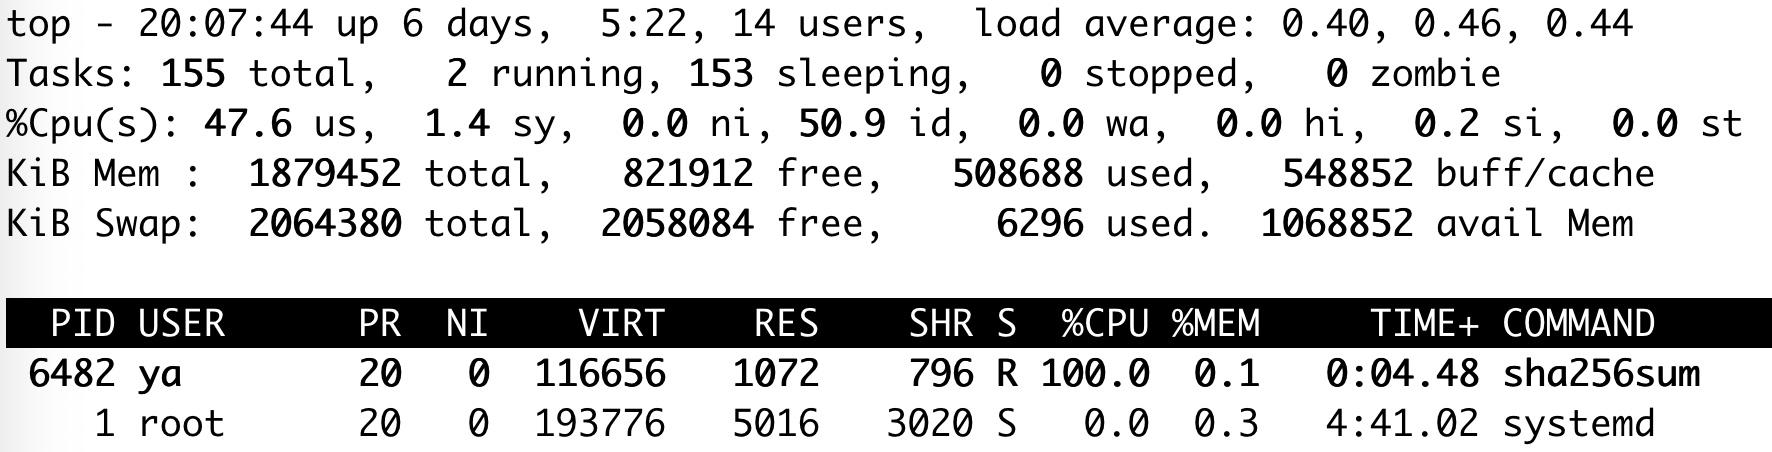 top - 20:07:44 up 6 days,  5:22, 14 users,  load average: 0.40, 0.46, 0.44
Tasks: 155 total,   2 running, 153 sleeping,   0 stopped,   0 zombie
%Cpu(s): 47.6 us,  1.4 sy,  0.0 ni, 50.9 id,  0.0 wa,  0.0 hi,  0.2 si,  0.0 st
KiB Mem :  1879452 total,   821912 free,   508688 used,   548852 buff/cache
KiB Swap:  2064380 total,  2058084 free,     6296 used.  1068852 avail Mem
  PID USER      PR  NI    VIRT    RES    SHR S  %CPU %MEM     TIME+ COMMAND
 6482 ya        20   0  116656   1072    796 R 100.0  0.1   0:04.48 sha256sum
    1 root      20   0  193776   5016   3020 S   0.0  0.3   4:41.02 systemd